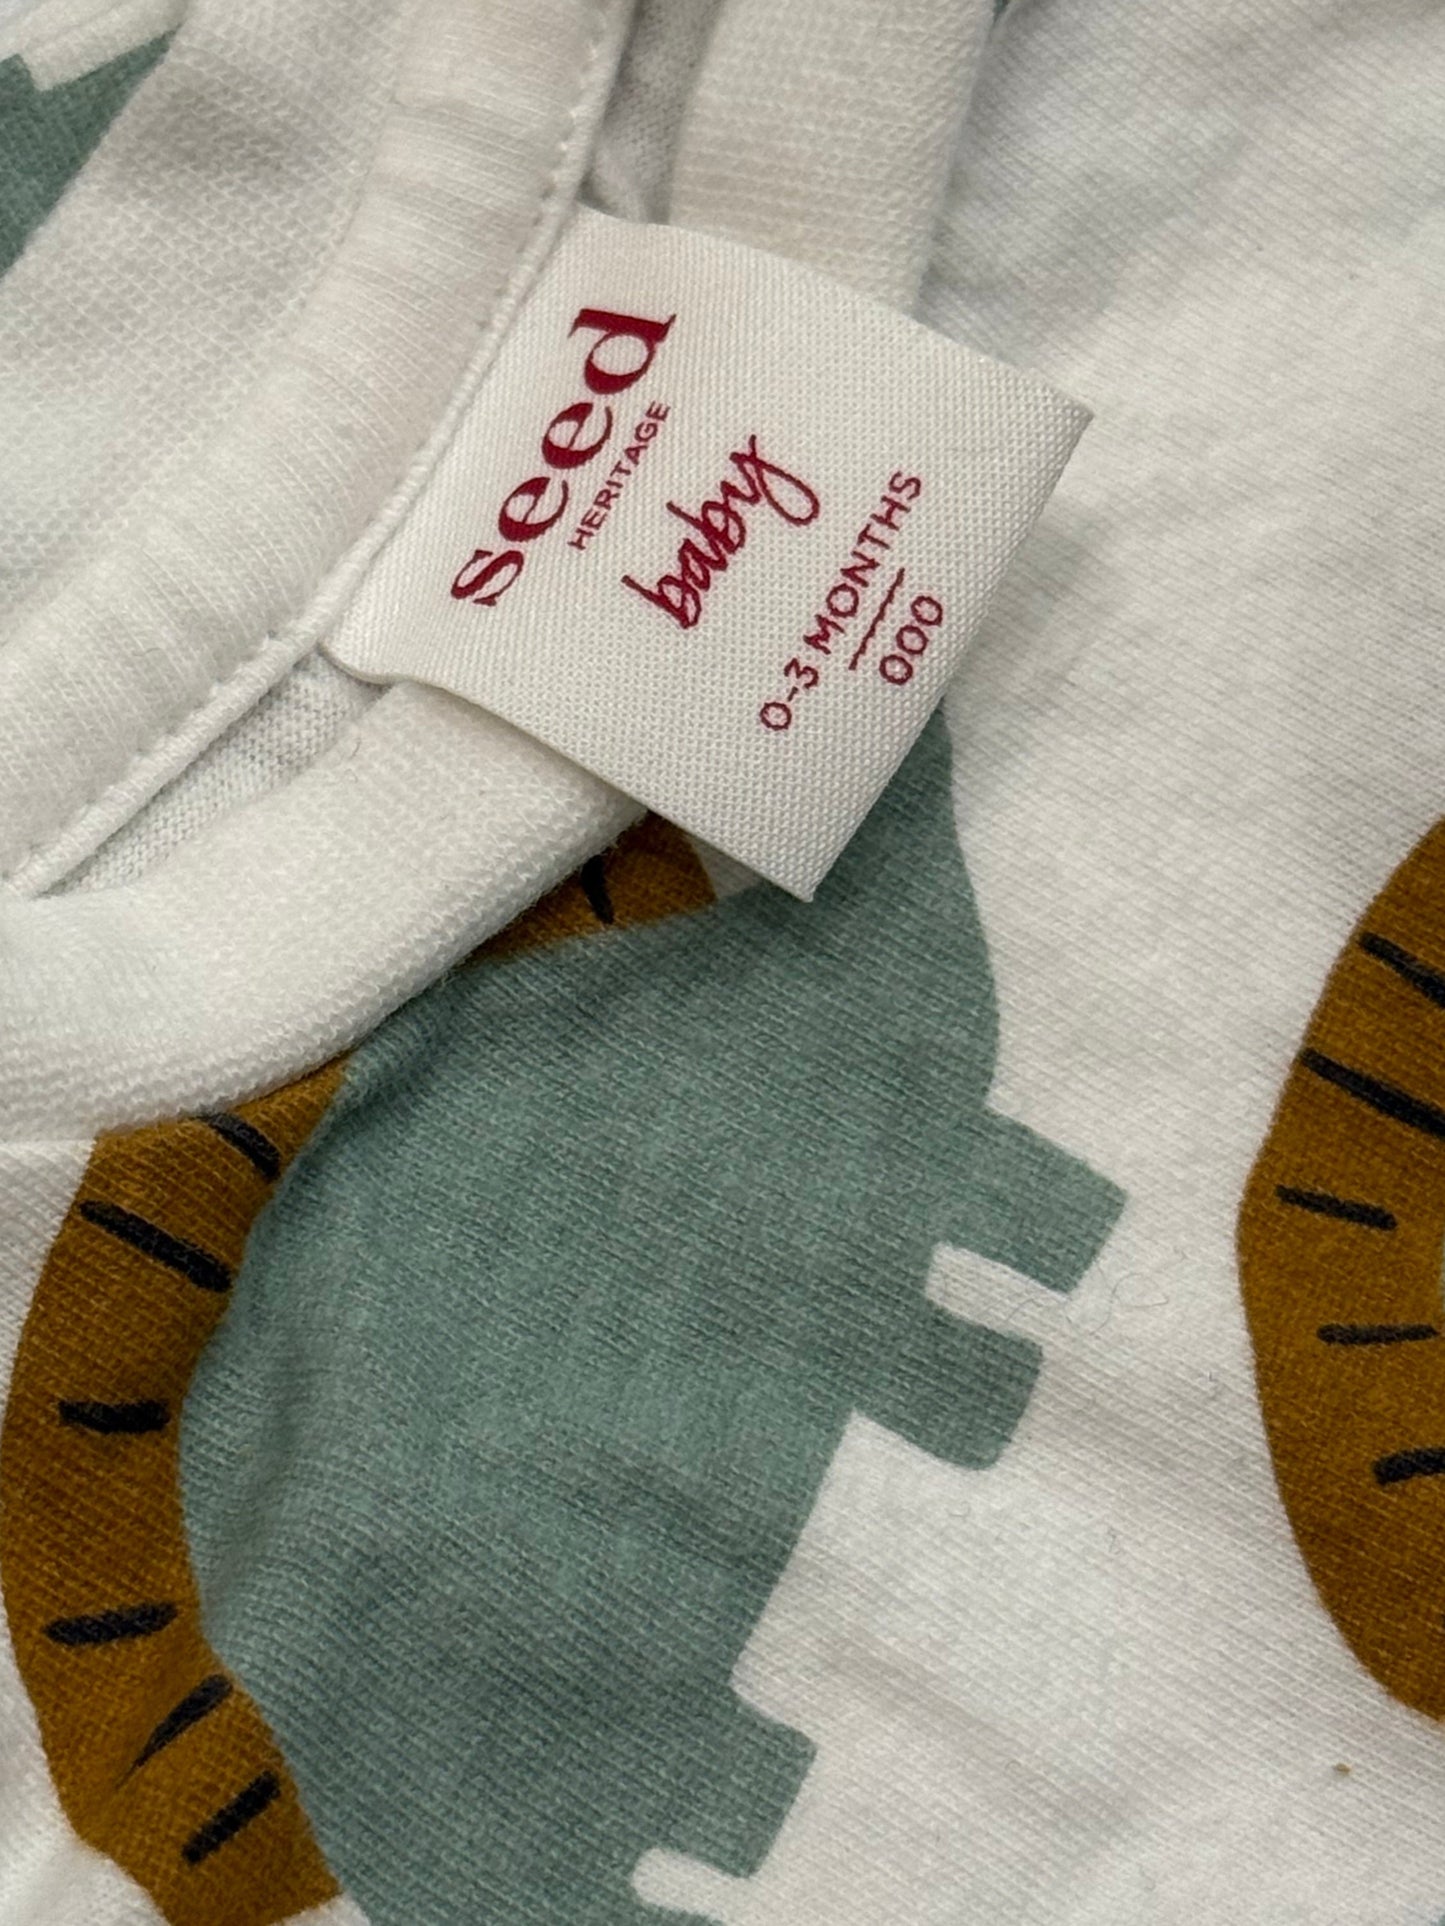 seed
HERITAGE
baby
0-3 MONTHS
000